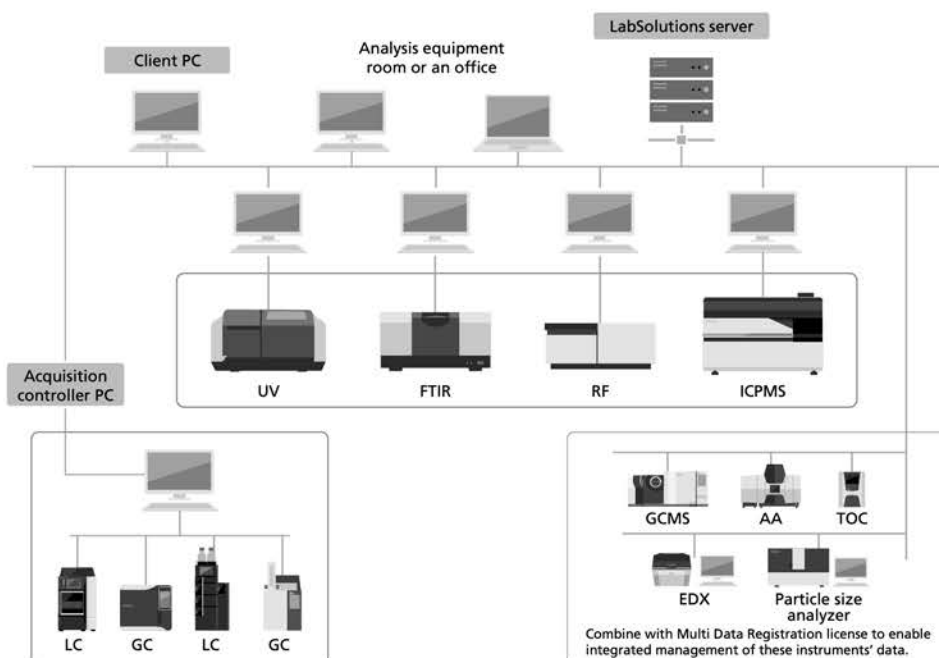 LabSolutions server
Client PC
Analysis equipment
room or an office
UV
FTIR
RF
ICPMS
Acquisition
controller PC
GCMS
AA
TOC
EDX
Particle size
analyzer
LC
GC
LC
GC
Combine with Multi Data Registration license to enable
integrated management of these instruments' data.